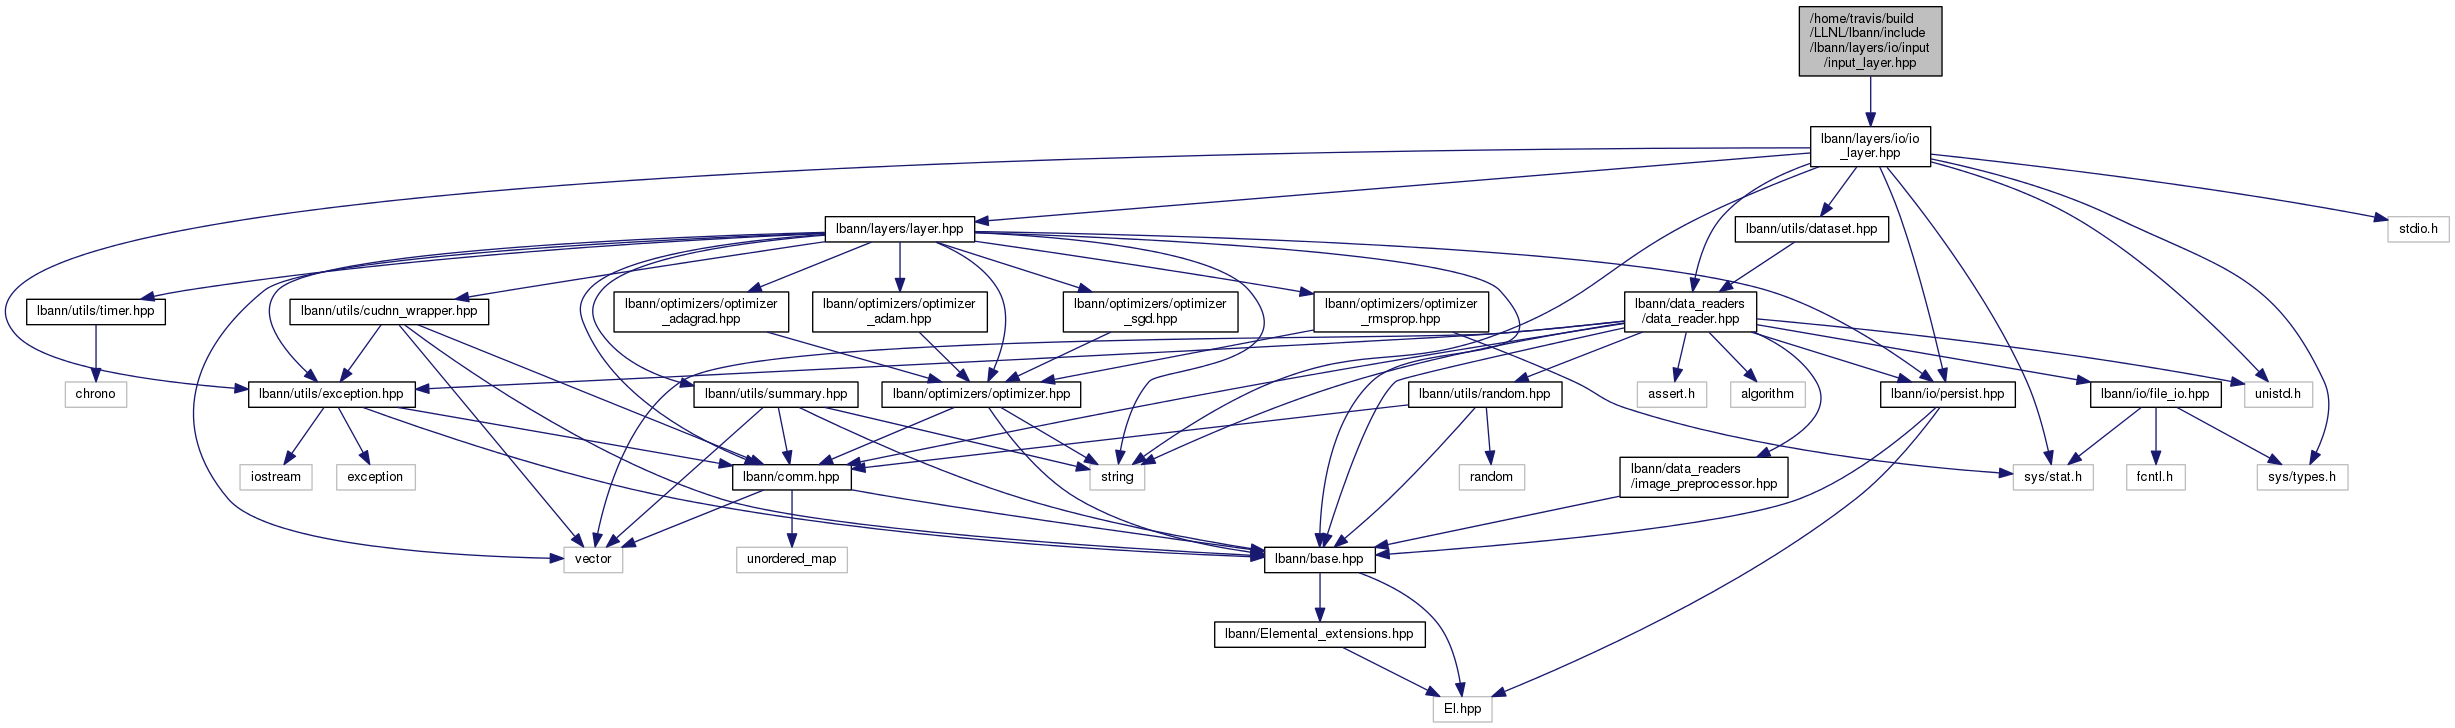 /home/travis/build
/LLNL/lbann/include
/lbann/layers/io/input
/input_layer.hpp
lbann/layers/io/io
_layer.hpp
lbann/layers/layer.hpp
lbann/utils/dataset.hpp
stdio.h
lbann/utils/timer.hpp
lbann/utils/cudnn_wrapper.hpp
lbann/optimizers/optimizer
_adagrad.hpp
lbann/optimizers/optimizer
_adam.hpp
lbann/optimizers/optimizer
_sgd.hpp
lbann/optimizers/optimizer
_rmsprop.hpp
lbann/data_readers
/data_reader.hpp
chrono
lbann/utils/exception.hpp
lbann/utils/summary.hpp
lbann/optimizers/optimizer.hpp
lbann/utils/random.hpp
assert.h
algorithm
lbann/io/persist.hpp
lbann/io/file_io.hpp
unistd.h
iostream
exception
lbann/comm.hpp
string
random
lbann/data_readers
/image_preprocessor.hpp
sys/stat.h
fcntl.h
sys/types.h
vector
unordered_map
lbann/base.hpp
lbann/Elemental_extensions.hpp
El.hpp